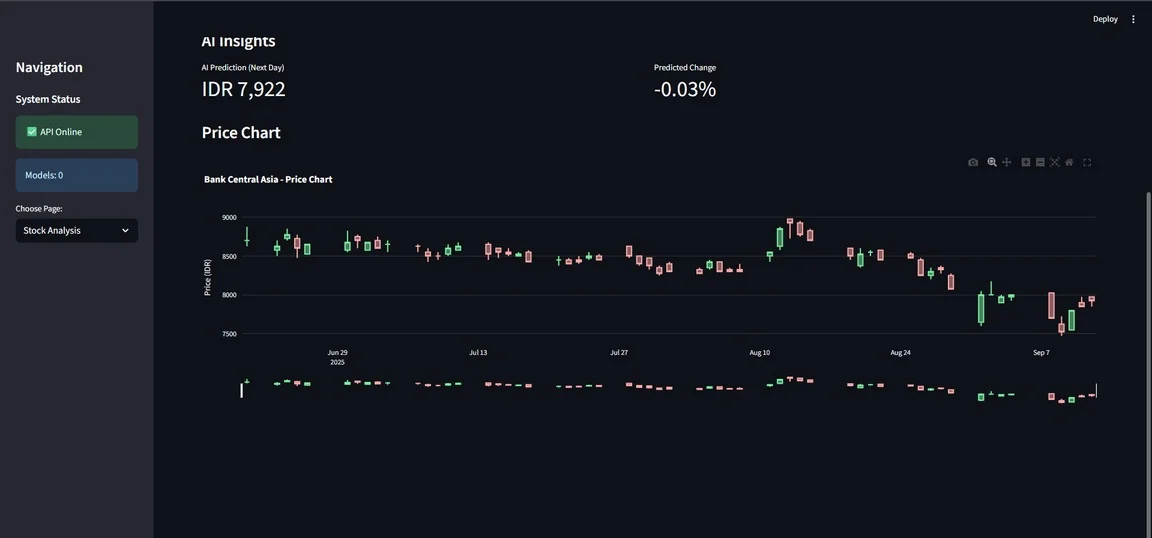 Deploy
Navigation
System Status
✅ API Online
Models: 0
Choose Page:
Stock Analysis
AI Insights
AI Prediction (Next Day)
IDR 7,922
Predicted Change
-0.03%
Price Chart
Bank Central Asia - Price Chart
Price (IDR)
9000
8500
8000
7500
Jun 29
2025
Jul 13
Jul 27
Aug 10
Aug 24
Sep 7